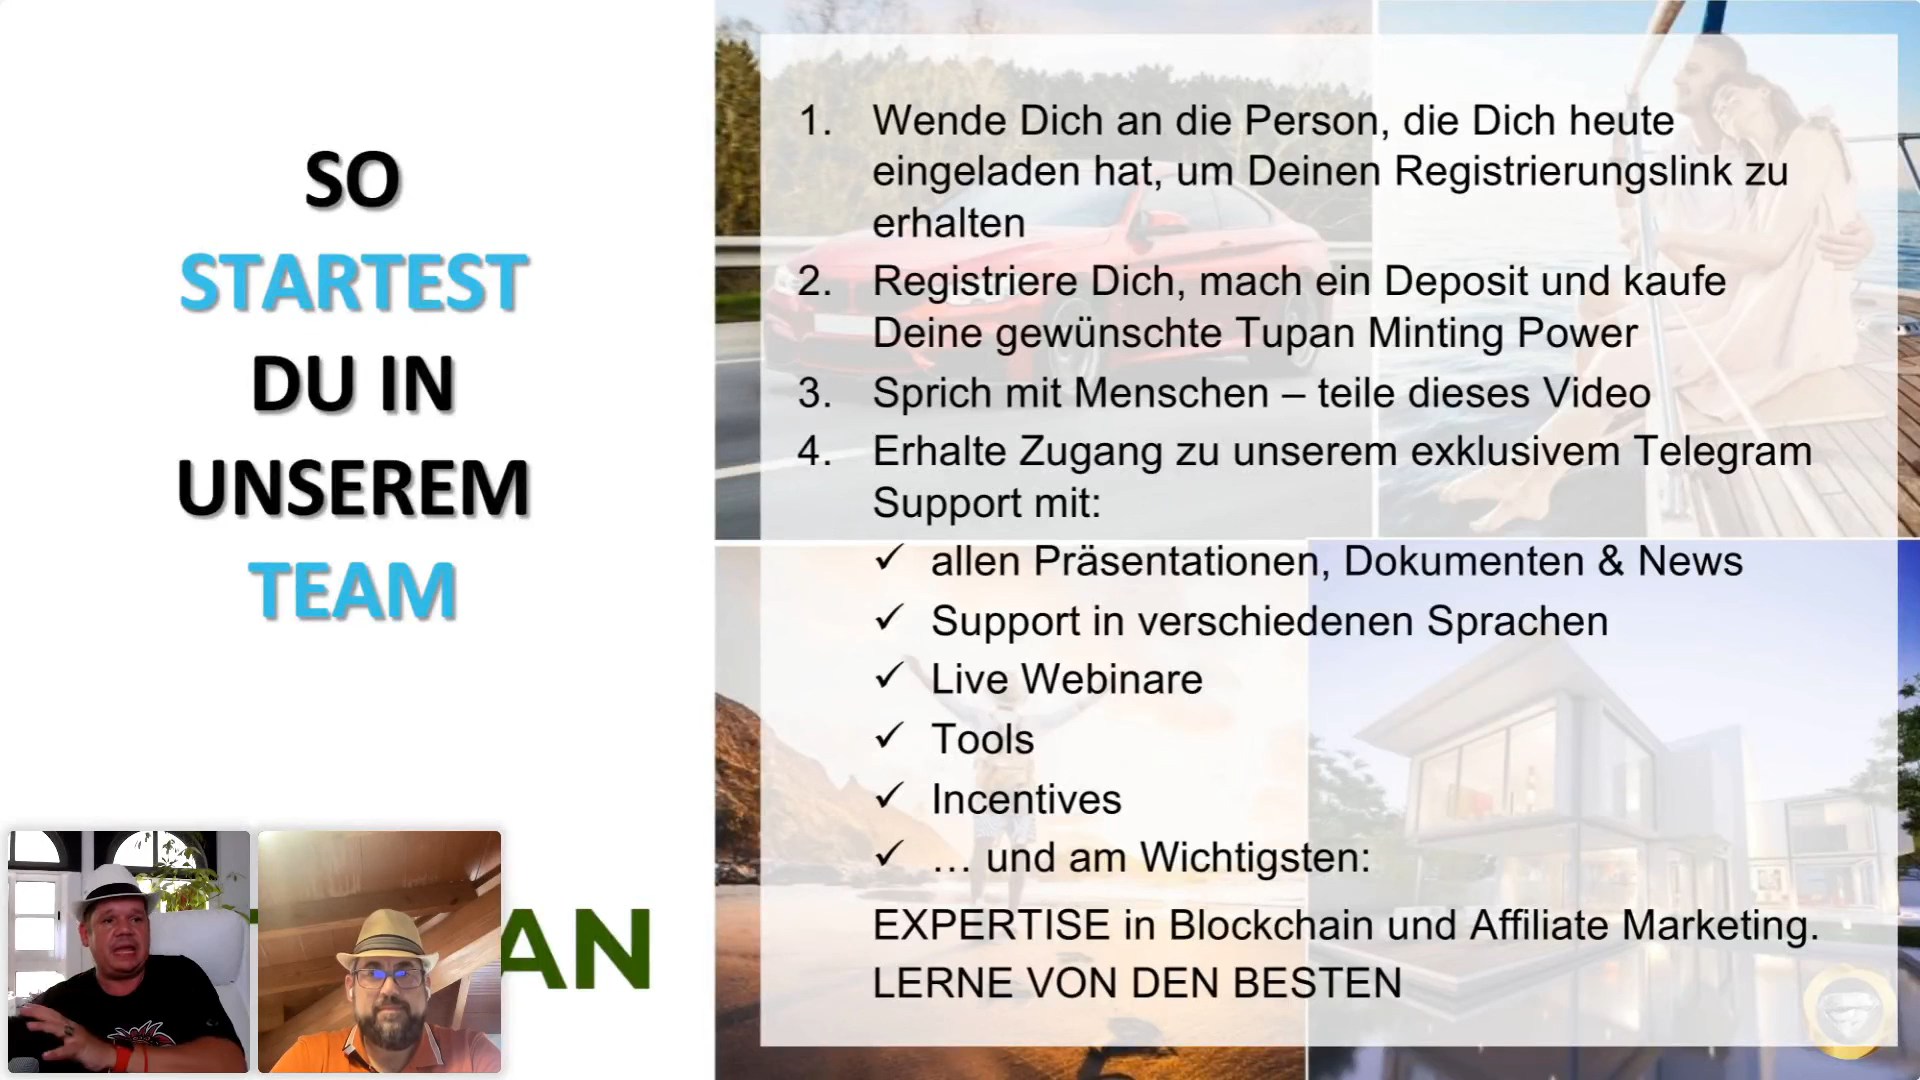 SO
STARTEST
DU IN
UNSEREM
TEAM
AN
1. Wende Dich an die Person, die Dich heute
eingeladen hat, um Deinen Registrierungslink zu
erhalten
2. Registriere Dich, mach ein Deposit und kaufe
Deine gewünschte Tupan Minting Power
3. Sprich mit Menschen – teile dieses Video
4. Erhalte Zugang zu unserem exklusivem Telegram
Support mit:
✓ allen Präsentationen, Dokumenten & News
✓ Support in verschiedenen Sprachen
✓ Live Webinare
✓ Tools
✓ Incentives
✓ … und am Wichtigsten:
EXPERTISE in Blockchain und Affiliate Marketing.
LERNE VON DEN BESTEN